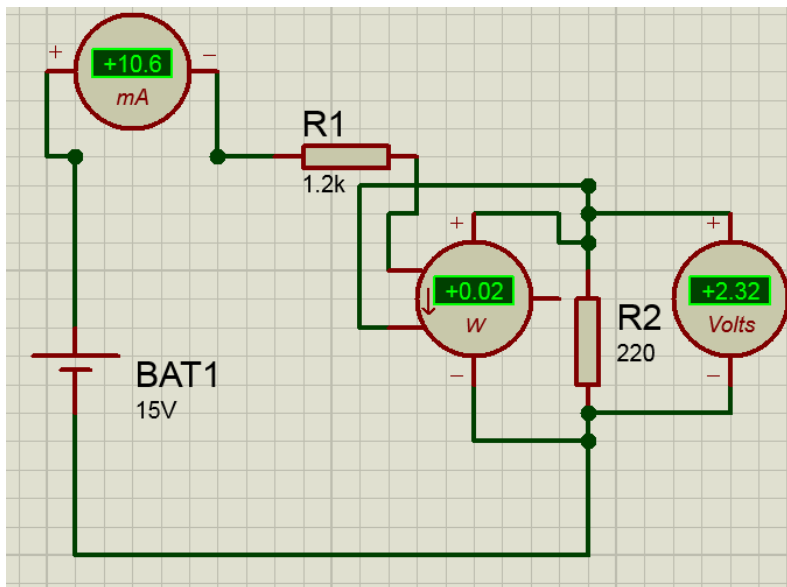 + −
+10.6
mA
R1
1.2k
+
+0.02
W
−
R2
220
+
+2.32
Volts
−
BAT1
15V